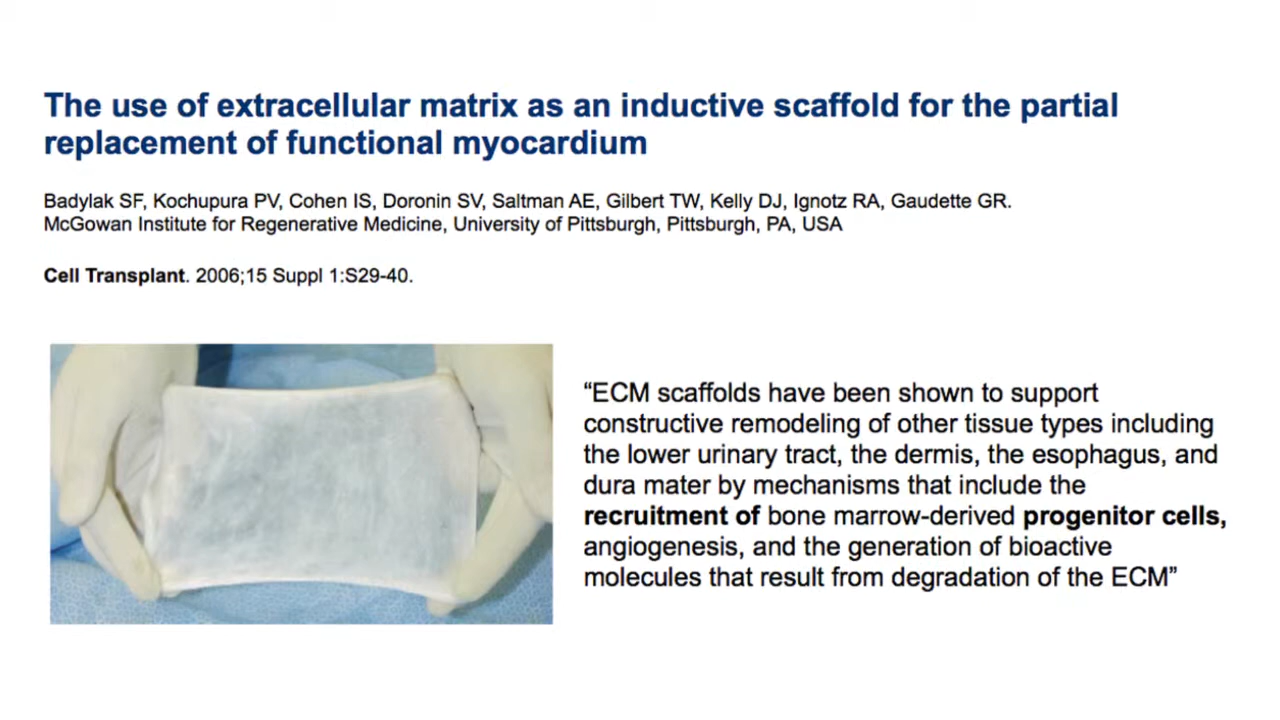 The use of extracellular matrix as an inductive scaffold for the partial
replacement of functional myocardium
Badylak SF, Kochupura PV, Cohen IS, Doronin SV, Saltman AE, Gilbert TW, Kelly DJ, Ignotz RA, Gaudette GR.
McGowan Institute for Regenerative Medicine, University of Pittsburgh, Pittsburgh, PA, USA
Cell Transplant. 2006;15 Suppl 1:S29-40.
“ECM scaffolds have been shown to support
constructive remodeling of other tissue types including
the lower urinary tract, the dermis, the esophagus, and
dura mater by mechanisms that include the
recruitment of bone marrow-derived progenitor cells,
angiogenesis, and the generation of bioactive
molecules that result from degradation of the ECM”